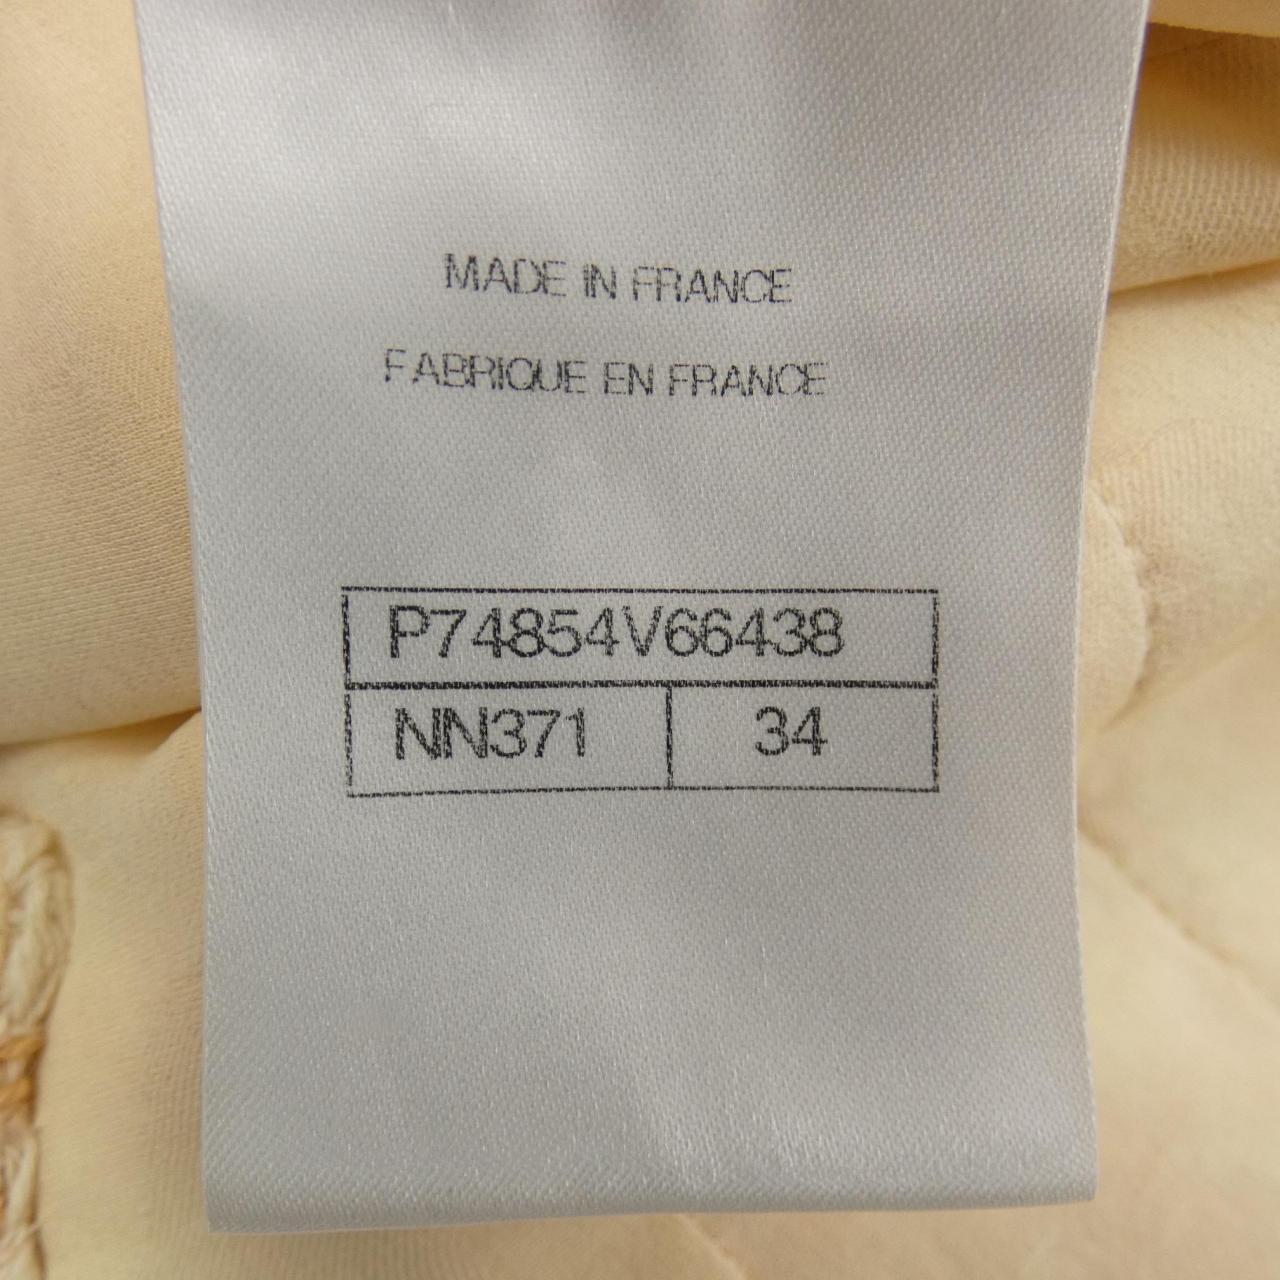 MADE IN FRANCE
FABRIQUE EN FRANCE
P74854V66438
NN371 34